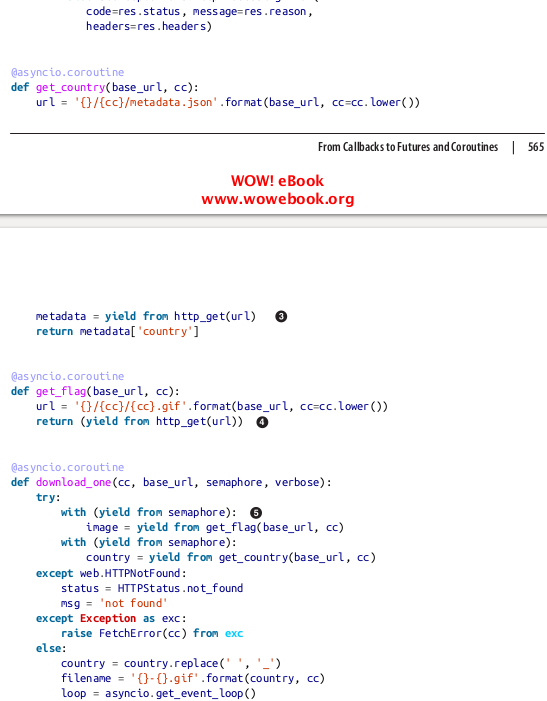 code=res.status, message=res.reason,
headers=res.headers)
@asyncio.coroutine
def get_country(base_url, cc):
url = '{}/{cc}/metadata.json'.format(base_url, cc=cc.lower())
From Callbacks to Futures and Coroutines | 565
WOW! eBook
www.wowebook.org
metadata = yield from http_get(url) ❸
return metadata['country']
@asyncio.coroutine
def get_flag(base_url, cc):
url = '{}/{cc}/{cc}.gif'.format(base_url, cc=cc.lower())
return (yield from http_get(url)) ❹
@asyncio.coroutine
def download_one(cc, base_url, semaphore, verbose):
try:
with (yield from semaphore): ❺
image = yield from get_flag(base_url, cc)
with (yield from semaphore):
country = yield from get_country(base_url, cc)
except web.HTTPNotFound:
status = HTTPStatus.not_found
msg = 'not found'
except Exception as exc:
raise FetchError(cc) from exc
else:
country = country.replace(' ', '_')
filename = '{}-{}.gif'.format(country, cc)
loop = asyncio.get_event_loop()